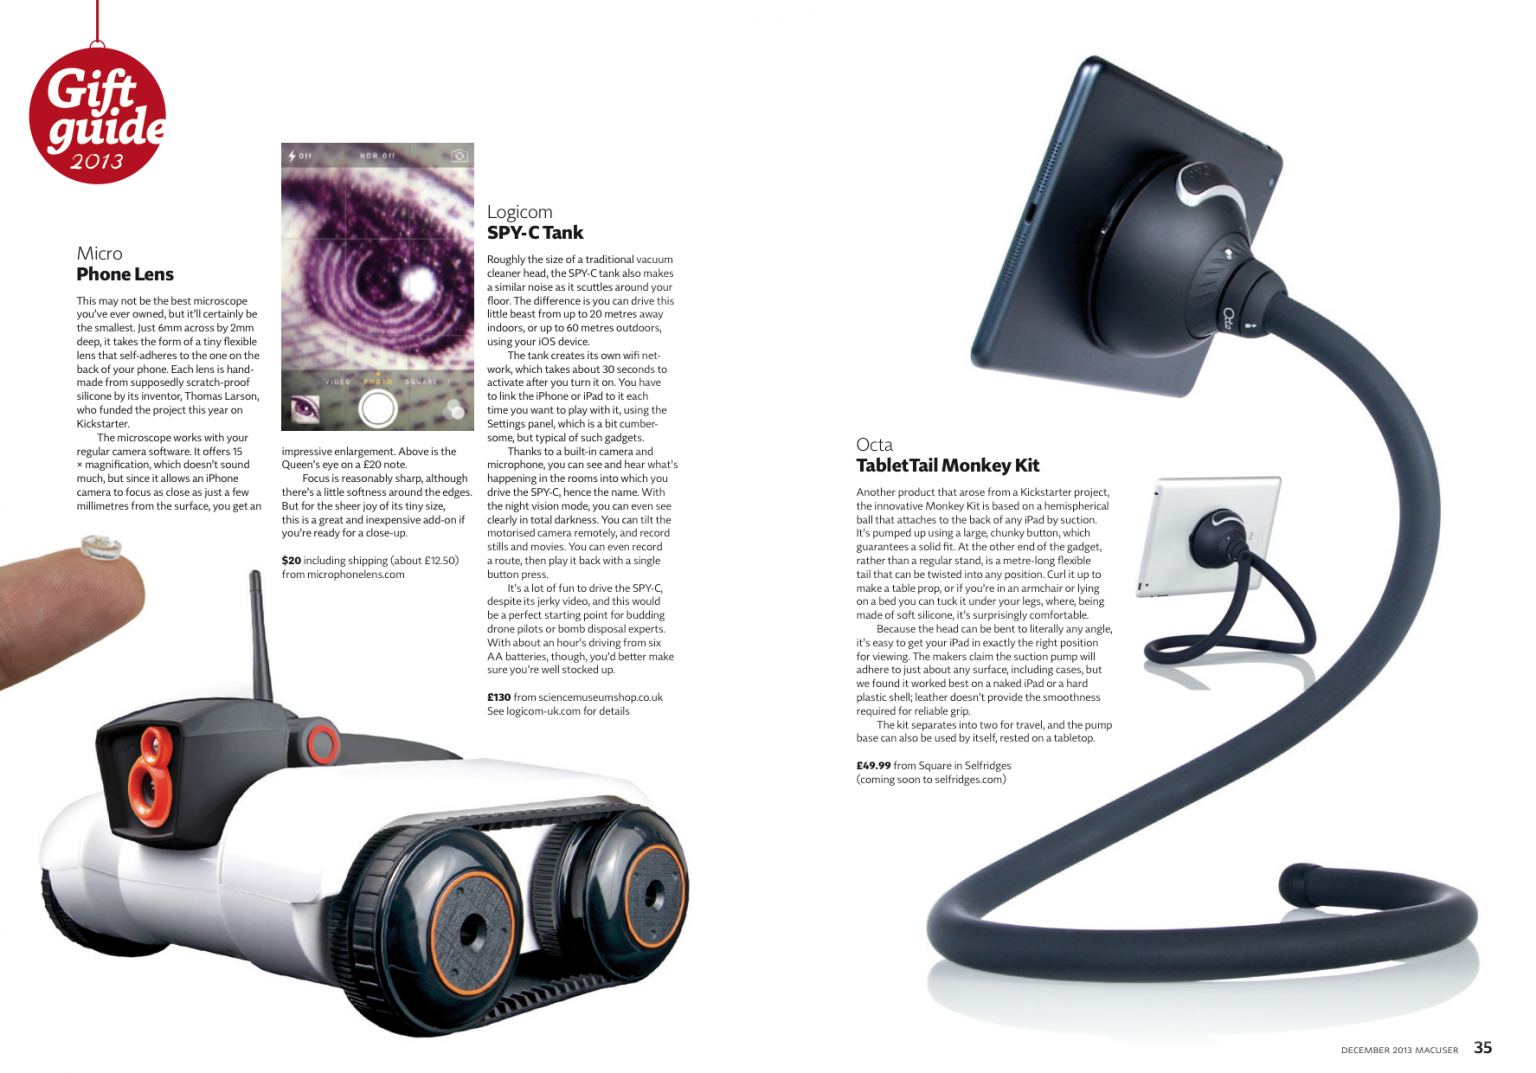 Gift
guide
2013
Micro
Phone Lens
This may not be the best microscope
you've ever owned, but it'll certainly be
the smallest. Just 6mm across by 2mm
deep, it takes the form of a tiny flexible
lens that self-adheres to the one on the
back of your phone. Each lens is hand-
made from supposedly scratch-proof
silicone by its inventor, Thomas Larson,
who funded the project this year on
Kickstarter.
The microscope works with your
regular camera software. It offers 15
× magnification, which doesn't sound
much, but since it allows an iPhone
camera to focus as close as just a few
millimetres from the surface, you get an
Off
HDR Off
VIDEO
PHOTO
SQUARE
impressive enlargement. Above is the
Queen's eye on a £20 note.
Focus is reasonably sharp, although
there's a little softness around the edges.
But for the sheer joy of its tiny size,
this is a great and inexpensive add-on if
you're ready for a close-up.
$20 including shipping (about £12.50)
from microphonelens.com
Logicom
SPY-C Tank
Roughly the size of a traditional vacuum
cleaner head, the SPY-C tank also makes
a similar noise as it scuttles around your
floor. The difference is you can drive this
little beast from up to 20 metres away
indoors, or up to 60 metres outdoors,
using your iOS device.
The tank creates its own wifi net-
work, which takes about 30 seconds to
activate after you turn it on. You have
to link the iPhone or iPad to it each
time you want to play with it, using the
Settings panel, which is a bit cumber-
some, but typical of such gadgets.
Thanks to a built-in camera and
microphone, you can see and hear what's
happening in the rooms into which you
drive the SPY-C, hence the name. With
the night vision mode, you can even see
clearly in total darkness. You can tilt the
motorised camera remotely, and record
stills and movies. You can even record
a route, then play it back with a single
button press.
It's a lot of fun to drive the SPY-C,
despite its jerky video, and this would
be a perfect starting point for budding
drone pilots or bomb disposal experts.
With about an hour's driving from six
AA batteries, though, you'd better make
sure you're well stocked up.
£130 from sciencemuseumshop.co.uk
See logicom-uk.com for details
Octa
TabletTail Monkey Kit
Another product that arose from a Kickstarter project,
the innovative Monkey Kit is based on a hemispherical
ball that attaches to the back of any iPad by suction.
It's pumped up using a large, chunky button, which
guarantees a solid fit. At the other end of the gadget,
rather than a regular stand, is a metre-long flexible
tail that can be twisted into any position. Curl it up to
make a table prop, or if you're in an armchair or lying
on a bed you can tuck it under your legs, where, being
made of soft silicone, it's surprisingly comfortable.
Because the head can be bent to literally any angle,
it's easy to get your iPad in exactly the right position
for viewing. The makers claim the suction pump will
adhere to just about any surface, including cases, but
we found it worked best on a naked iPad or a hard
plastic shell; leather doesn't provide the smoothness
required for reliable grip.
The kit separates into two for travel, and the pump
base can also be used by itself, rested on a tabletop.
£49.99 from Square in Selfridges
(coming soon to selfridges.com)
Octa
DECEMBER 2013 MACUSER 35